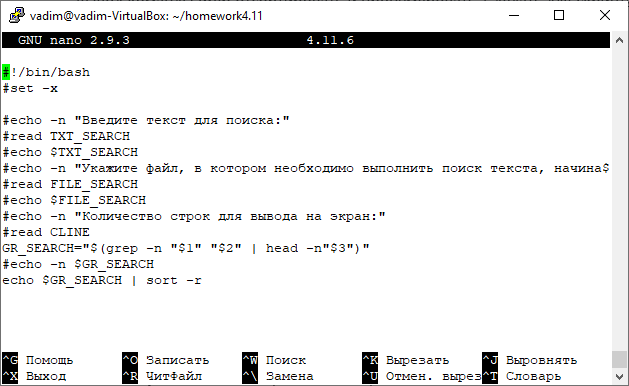 vadim@vadim-VirtualBox: ~/homework4.11
GNU nano 2.9.3 4.11.6
#!/bin/bash
#set -x
#echo -n "Введите текст для поиска:"
#read TXT_SEARCH
#echo $TXT_SEARCH
#echo -n "Укажите файл, в котором необходимо выполнить поиск текста, начина$
#read FILE_SEARCH
#echo $FILE_SEARCH
#echo -n "Количество строк для вывода на экран:"
#read CLINE
GR_SEARCH="$(grep -n "$1" "$2" | head -n"$3")"
#echo -n $GR_SEARCH
echo $GR_SEARCH | sort -r
^G Помощь ^O Записать ^W Поиск ^K Вырезать ^J Выровнять
^X Выход ^R ЧитФайл ^\ Замена ^U Отмен. вырез^T Словарь